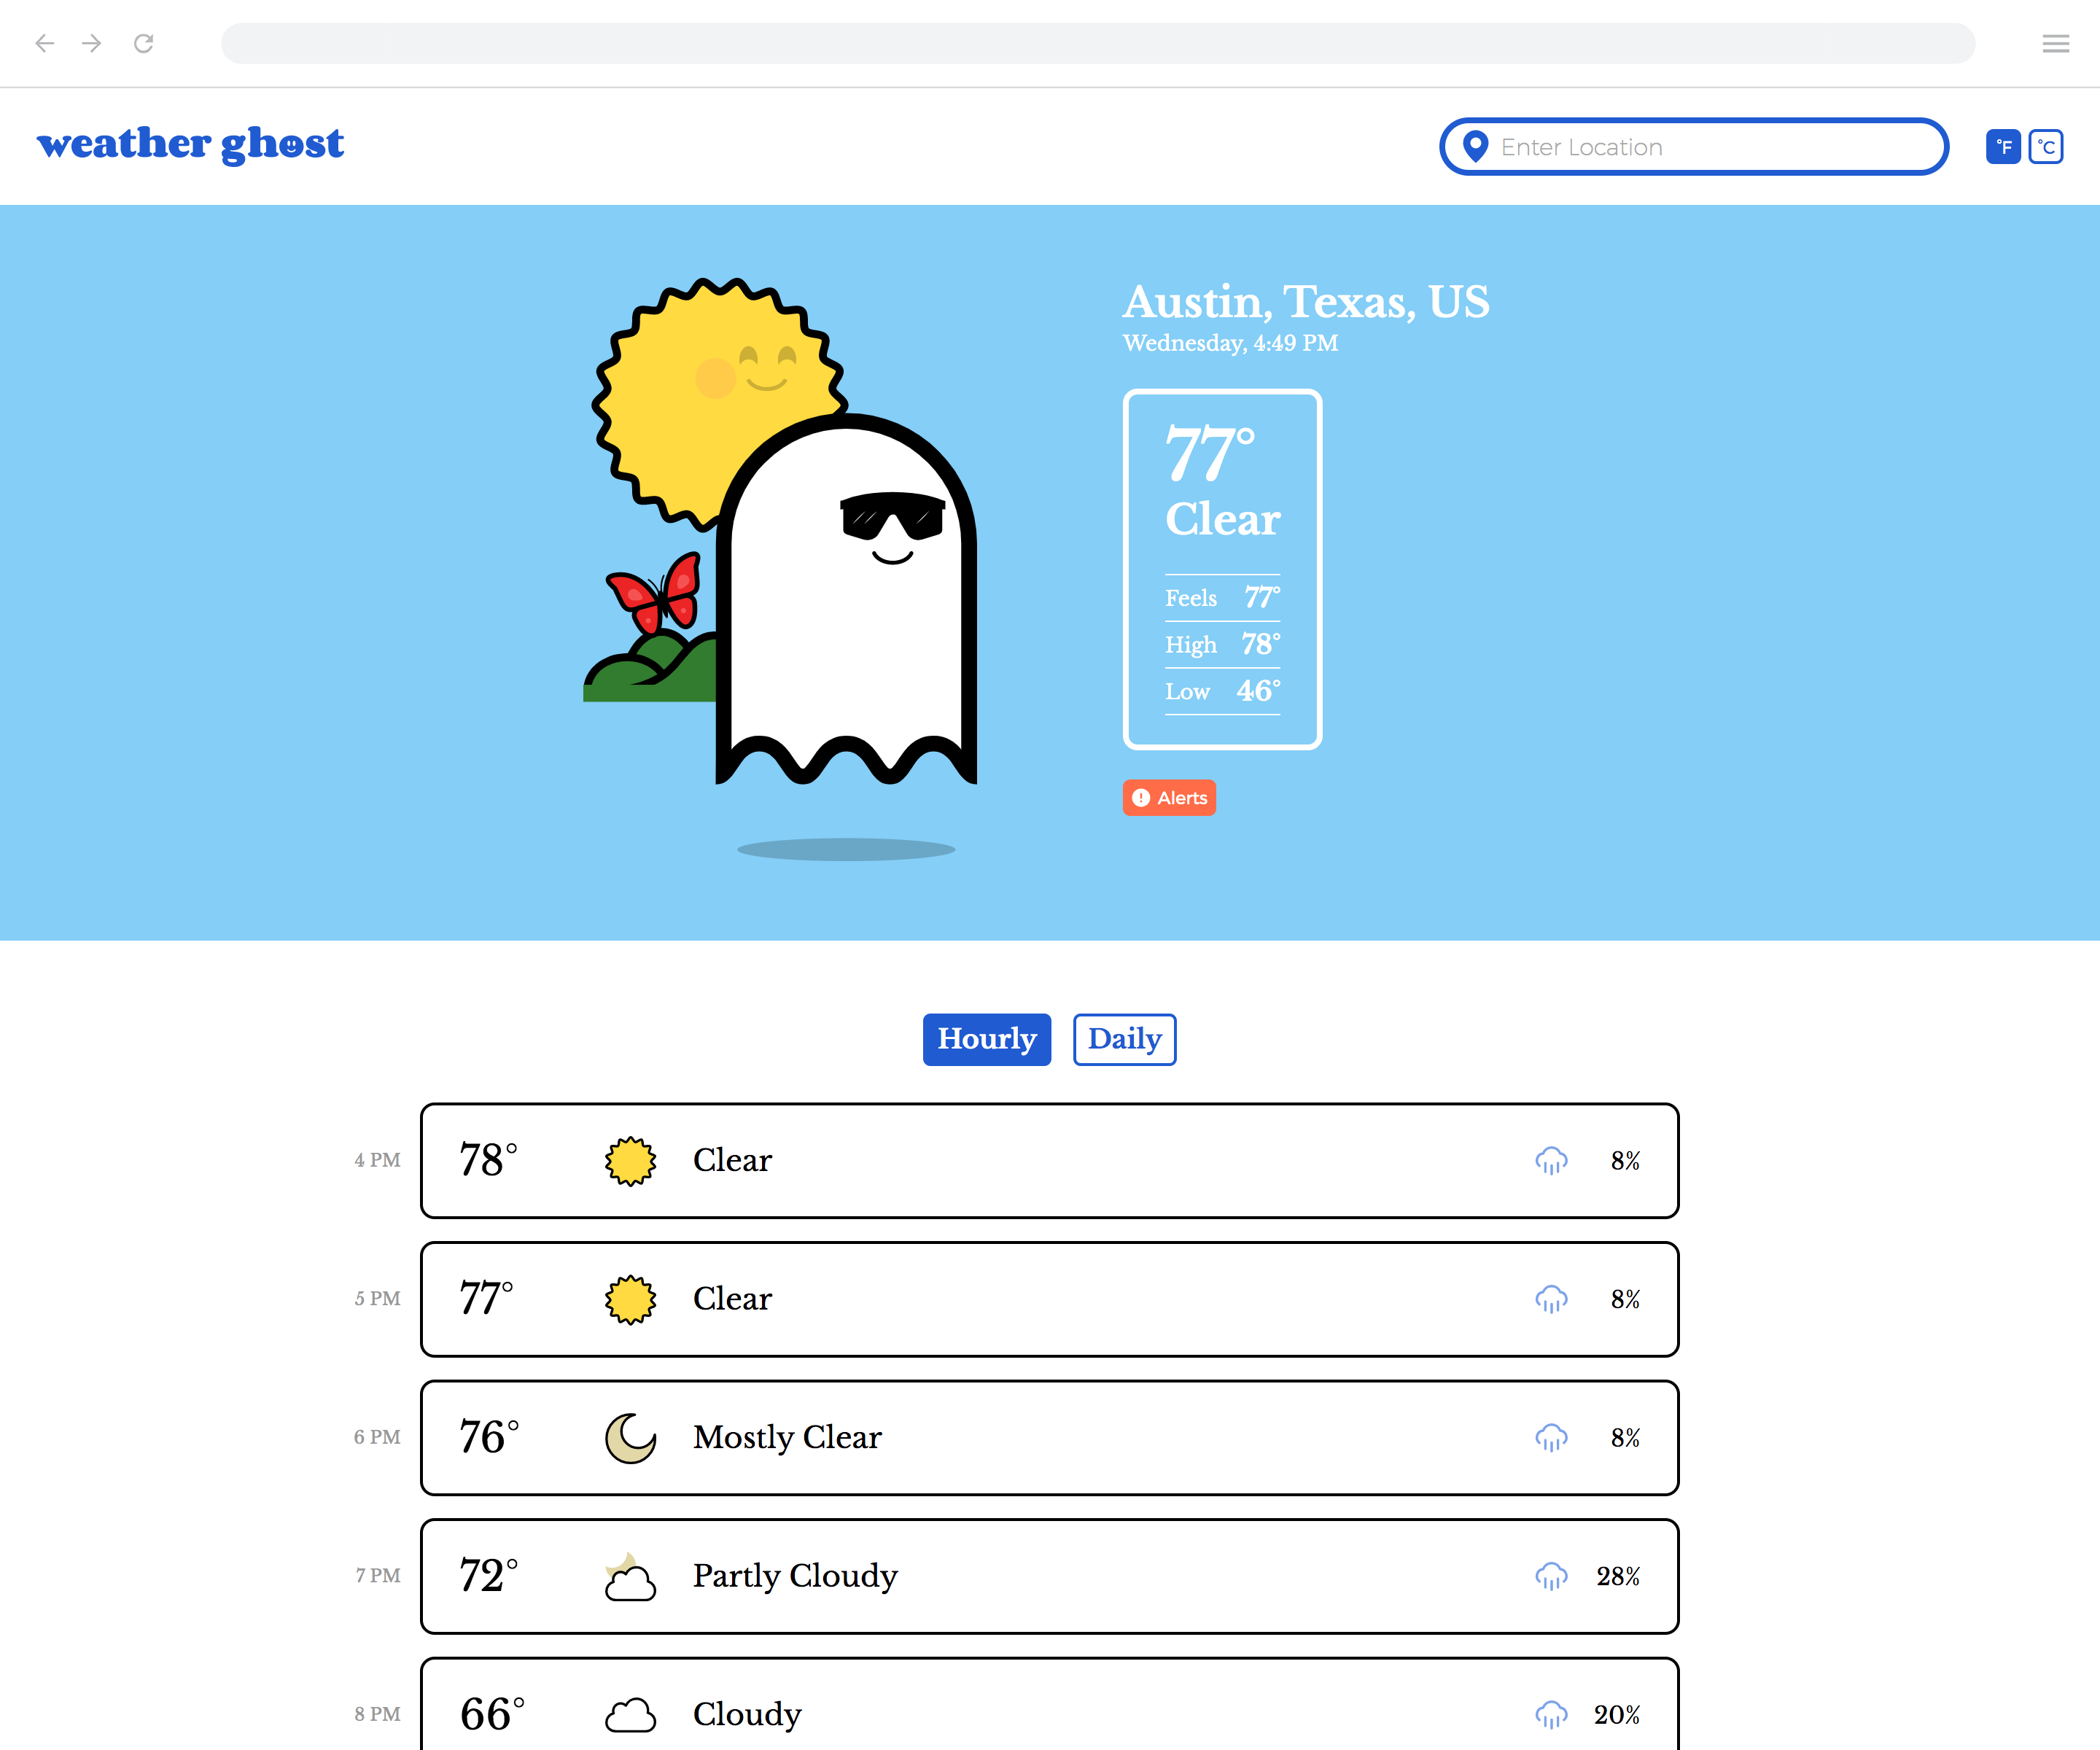 weather ghost
Enter Location
°F °C
Austin, Texas, US
Wednesday, 4:49 PM
77°
Clear
Feels 77°
High 78°
Low 46°
! Alerts
Hourly Daily
4 PM 78° Clear 8%
5 PM 77° Clear 8%
6 PM 76° Mostly Clear 8%
7 PM 72° Partly Cloudy 28%
8 PM 66° Cloudy 20%